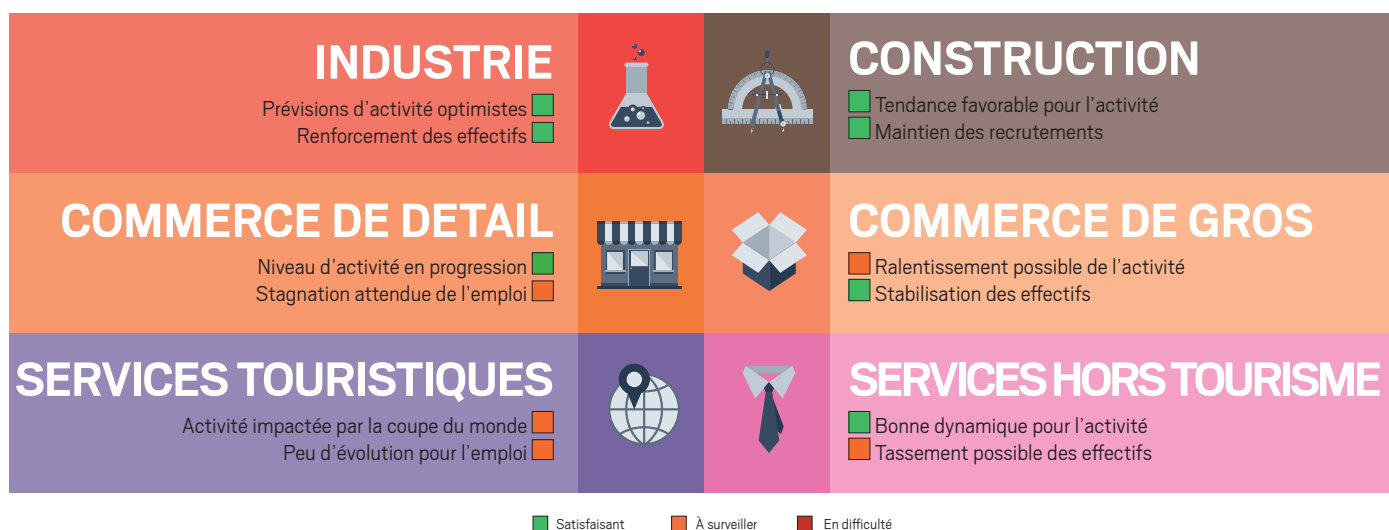 INDUSTRIE
Prévisions d'activité optimistes
Renforcement des effectifs
CONSTRUCTION
Tendance favorable pour l'activité
Maintien des recrutements
COMMERCE DE DETAIL
Niveau d'activité en progression
Stagnation attendue de l'emploi
COMMERCE DE GROS
Ralentissement possible de l'activité
Stabilisation des effectifs
SERVICES TOURISTIQUES
Activité impactée par la coupe du monde
Peu d'évolution pour l'emploi
SERVICES HORS TOURISME
Bonne dynamique pour l'activité
Tassement possible des effectifs
Satisfaisant
À surveiller
En difficulté